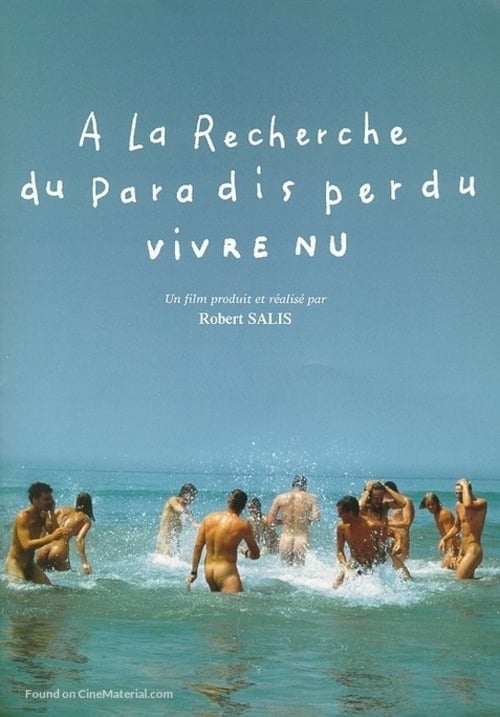 A La Recherche
du Paradis perdu
VIVRE NU
Un film produit et réalisé par
Robert SALIS
Found on CineMaterial.com